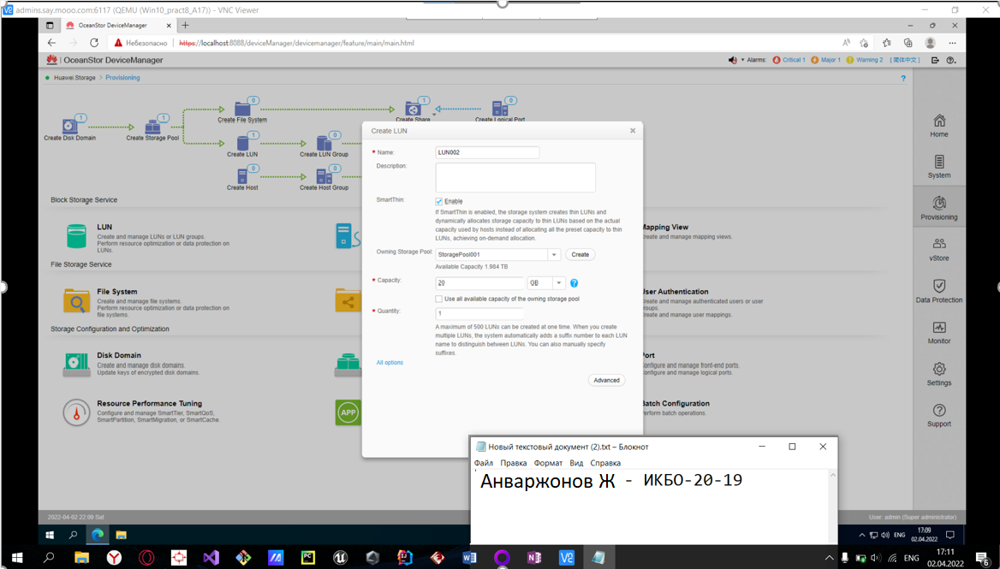 admins.say.mooo.com:6117 (QEMU (Win10_pract8_A17)) - VNC Viewer
OceanStor DeviceManager
Небезопасно
https://localhost:8088/deviceManager/devicemanager/feature/main/main.html
OceanStor DeviceManager
Alarms: Critical 1 Major 1 Warning 2 [简体中文]
Huawei Storage > Provisioning
?
1
Create Disk Domain
1
Create Storage Pool
0
Create File System
1
Create Share
0
Create Logical Port
1
Create LUN
0
Create LUN Group
0
Create Host
0
Create Host Group
Block Storage Service
LUN
Create and manage LUNs or LUN groups.
Perform resource optimization or data protection on
LUNs.
Mapping View
create and manage mapping views.
File Storage Service
File System
Create and manage file systems.
Perform resource optimization or data protection on
file systems.
User Authentication
create and manage authenticated users or user
groups.
create and manage user mappings.
Storage Configuration and Optimization
Disk Domain
Create and manage disk domains
Update keys of encrypted disk domains.
Port
configure and manage front-end ports.
configure and manage logical ports.
Resource Performance Tuning
Configure and manage SmartTier, SmartQoS,
SmartPartition, SmartMigration, or SmartCache.
APP
Batch Configuration
perform batch operations.
Create LUN
* Name: LUN002
Description:
SmartThin: Enable
If SmartThin is enabled, the storage system creates thin LUNs and
dynamically allocates storage capacity to thin LUNs based on the actual
capacity used by hosts instead of allocating all the preset capacity to thin
LUNs, achieving on-demand allocation.
Owning Storage Pool: StoragePool001 Create
Available Capacity 1.984 TB
* Capacity: 20 GB ?
Use all available capacity of the owning storage pool
* Quantity: 1
A maximum of 500 LUNs can be created at one time. When you create
multiple LUNs, the system automatically adds a suffix number to each LUN
name to distinguish between LUNs. You can also manually specify
suffixes.
All options
Advanced
Home
System
Provisioning
vStore
Data Protection
Monitor
Settings
Support
Новый текстовый документ (2).txt – Блокнот
Файл Правка Формат Вид Справка
Анваржонов Ж - ИКБО-20-19
2022-04-02 22:09 Sat
User: admin (Super administrator)
ENG 17:09
02.04.2022
ENG 17:11
02.04.2022
6